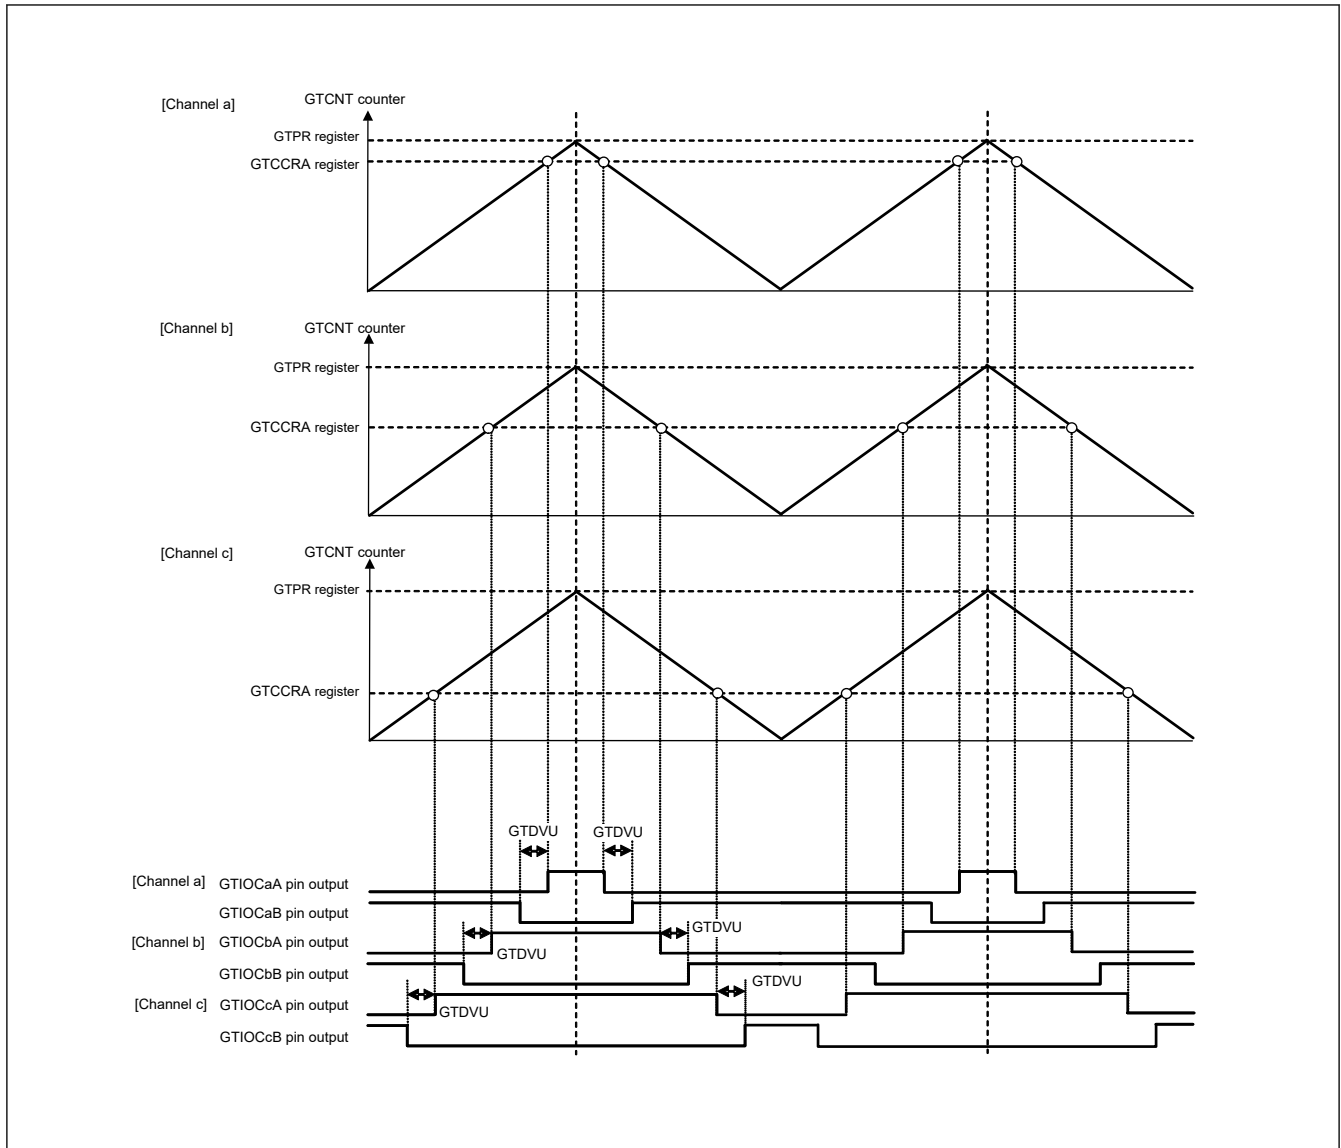 [Channel a]
GTCNT counter
GTPR register
GTCCRA register
[Channel b]
GTCNT counter
GTPR register
GTCCRA register
[Channel c]
GTCNT counter
GTPR register
GTCCRA register
GTDVU
GTDVU
[Channel a] GTIOCaA pin output
GTIOCaB pin output
GTDVU
[Channel b] GTIOCbA pin output
GTDVU
GTIOCbB pin output
GTDVU
[Channel c] GTIOCcA pin output
GTDVU
GTIOCcB pin output